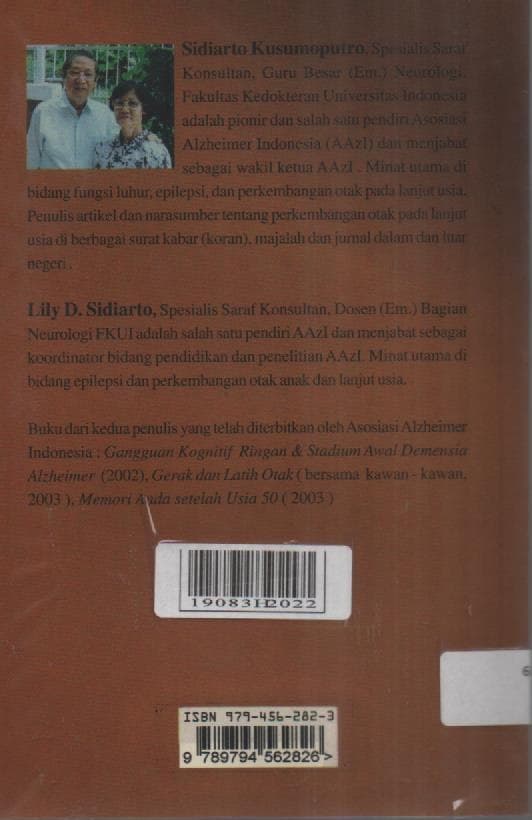 Sidiarto Kusumoputro, Spesialis Saraf
Konsultan, Guru Besar (Em.) Neurologi,
Fakultas Kedokteran Universitas Indonesia
adalah pionir dan salah satu pendiri Asosiasi
Alzheimer Indonesia (AAzI) dan menjabat
sebagai wakil ketua AAzI . Minat utama di
bidang fungsi luhur, epilepsi, dan perkembangan otak pada lanjut usia.
Penulis artikel dan narasumber tentang perkembangan otak pada lanjut
usia di berbagai surat kabar (koran), majalah dan jurnal dalam dan luar
negeri .
Lily D. Sidiarto, Spesialis Saraf Konsultan, Dosen (Em.) Bagian
Neurologi FKUI adalah salah satu pendiri AAzI dan menjabat sebagai
koordinator bidang pendidikan dan penelitian AAzI. Minat utama di
bidang epilepsi dan perkembangan otak anak dan lanjut usia.
Buku dari kedua penulis yang telah diterbitkan oleh Asosiasi Alzheimer
Indonesia : Gangguan Kognitif Ringan & Stadium Awal Demensia
Alzheimer (2002), Gerak dan Latih Otak ( bersama kawan - kawan,
2003 ), Memori Anda setelah Usia 50 ( 2003 )
19083H2022
6
ISBN 979-456-282-3
9 789794 562826 >